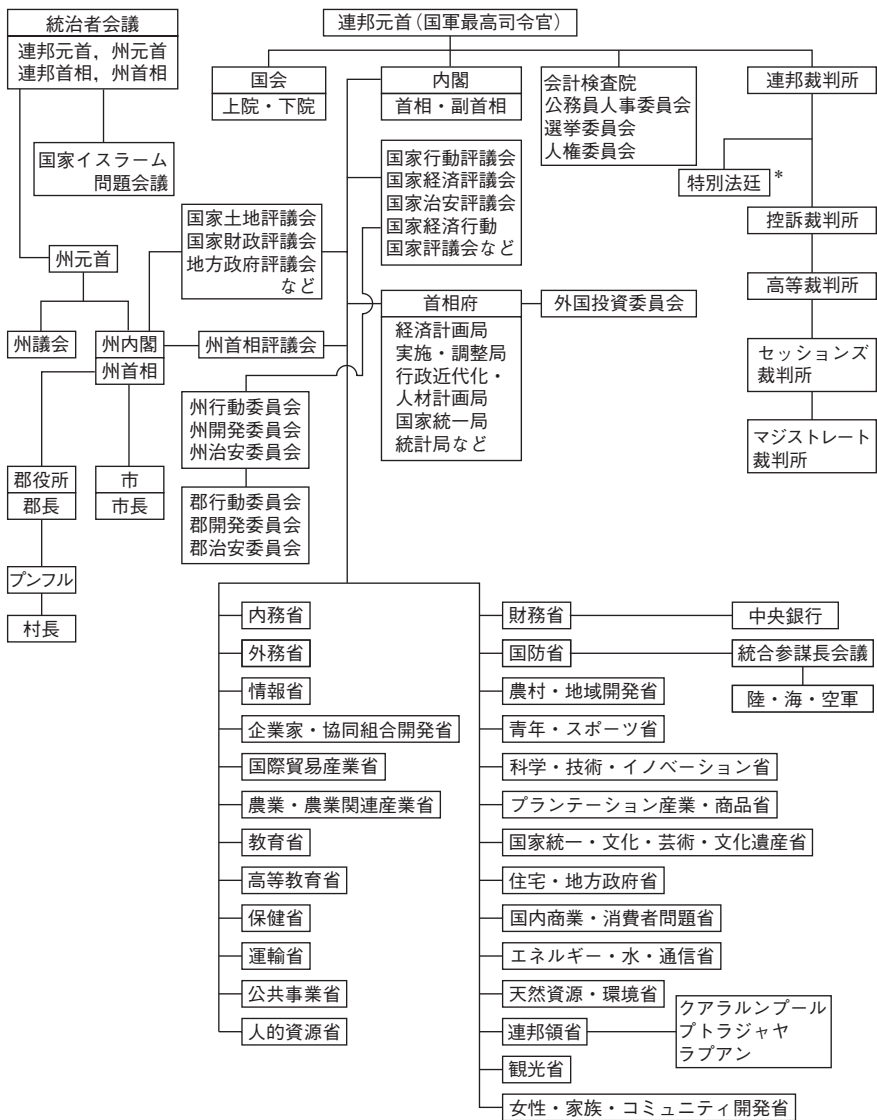 統治者会議
連邦元首，州元首
連邦首相，州首相
国家イスラーム
問題会議
州元首
州議会
州内閣
州首相
郡役所
郡長
市
市長
プンフル
村長
連邦元首（国軍最高司令官）
国会
上院・下院
内閣
首相・副首相
会計検査院
公務員人事委員会
選挙委員会
人権委員会
連邦裁判所
特別法廷
*
控訴裁判所
高等裁判所
セッションズ
裁判所
マジストレート
裁判所
国家行動評議会
国家経済評議会
国家治安評議会
国家経済行動
国家評議会など
国家土地評議会
国家財政評議会
地方政府評議会
など
州首相評議会
首相府
経済計画局
実施・調整局
行政近代化・
人材計画局
国家統一局
統計局など
外国投資委員会
州行動委員会
州開発委員会
州治安委員会
郡行動委員会
郡開発委員会
郡治安委員会
内務省
外務省
情報省
企業家・協同組合開発省
国際貿易産業省
農業・農業関連産業省
教育省
高等教育省
保健省
運輸省
公共事業省
人的資源省
財務省
中央銀行
国防省
統合参謀長会議
陸・海・空軍
農村・地域開発省
青年・スポーツ省
科学・技術・イノベーション省
プランテーション産業・商品省
国家統一・文化・芸術・文化遺産省
住宅・地方政府省
国内商業・消費者問題省
エネルギー・水・通信省
天然資源・環境省
連邦領省
クアラルンプール
プトラジャヤ
ラブアン
観光省
女性・家族・コミュニティ開発省